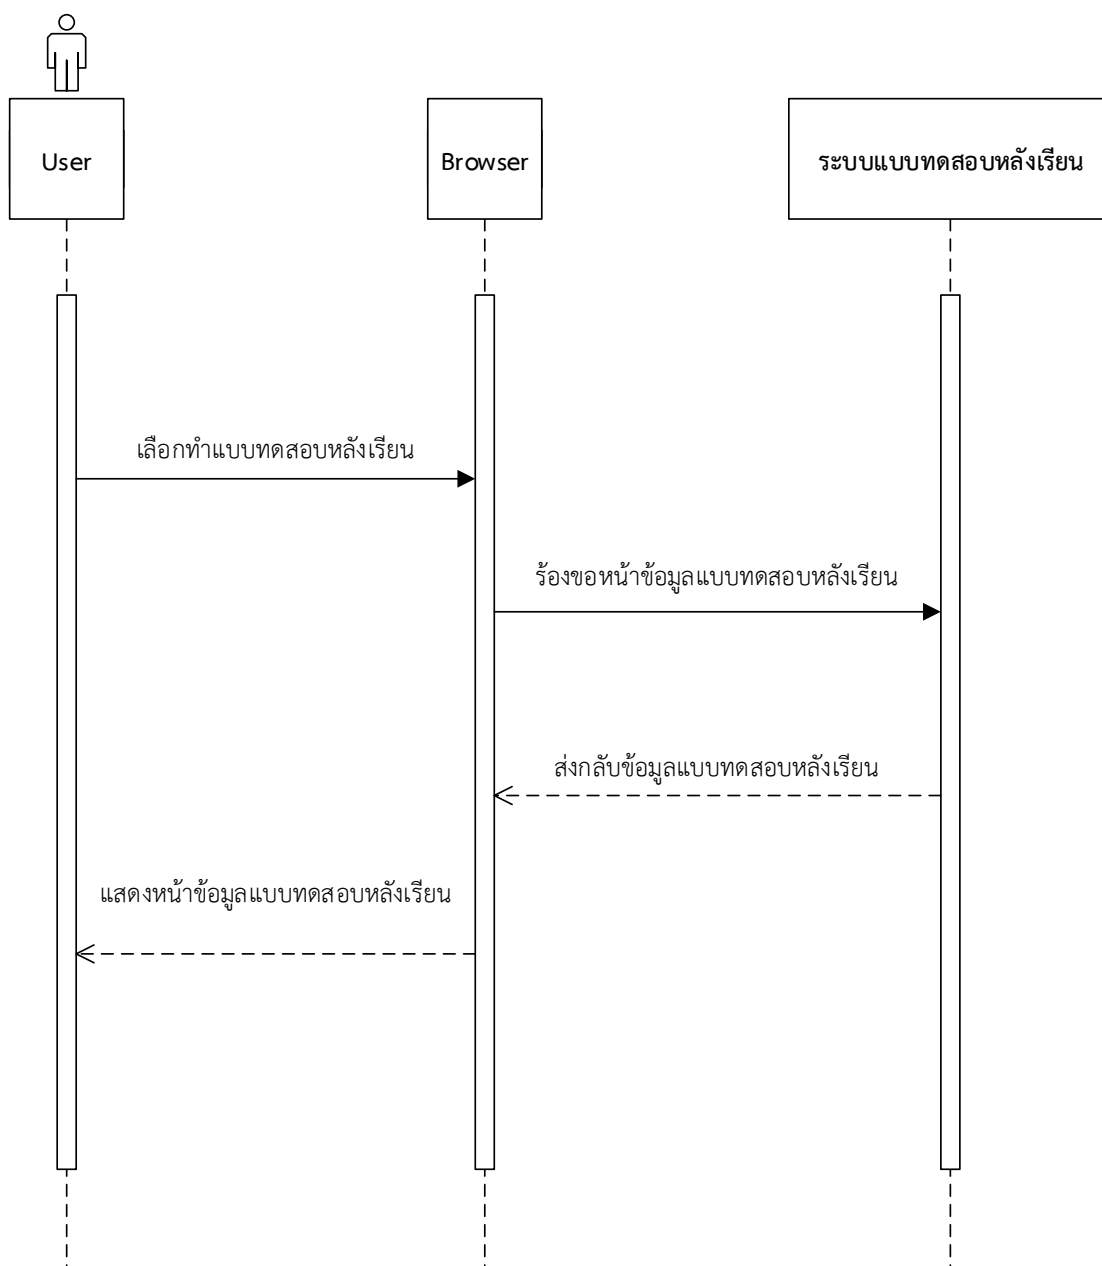 User
Browser
ระบบแบบทดสอบหลังเรียน
เลือกทำแบบทดสอบหลังเรียน
ร้องขอหน้าข้อมูลแบบทดสอบหลังเรียน
ส่งกลับข้อมูลแบบทดสอบหลังเรียน
แสดงหน้าข้อมูลแบบทดสอบหลังเรียน